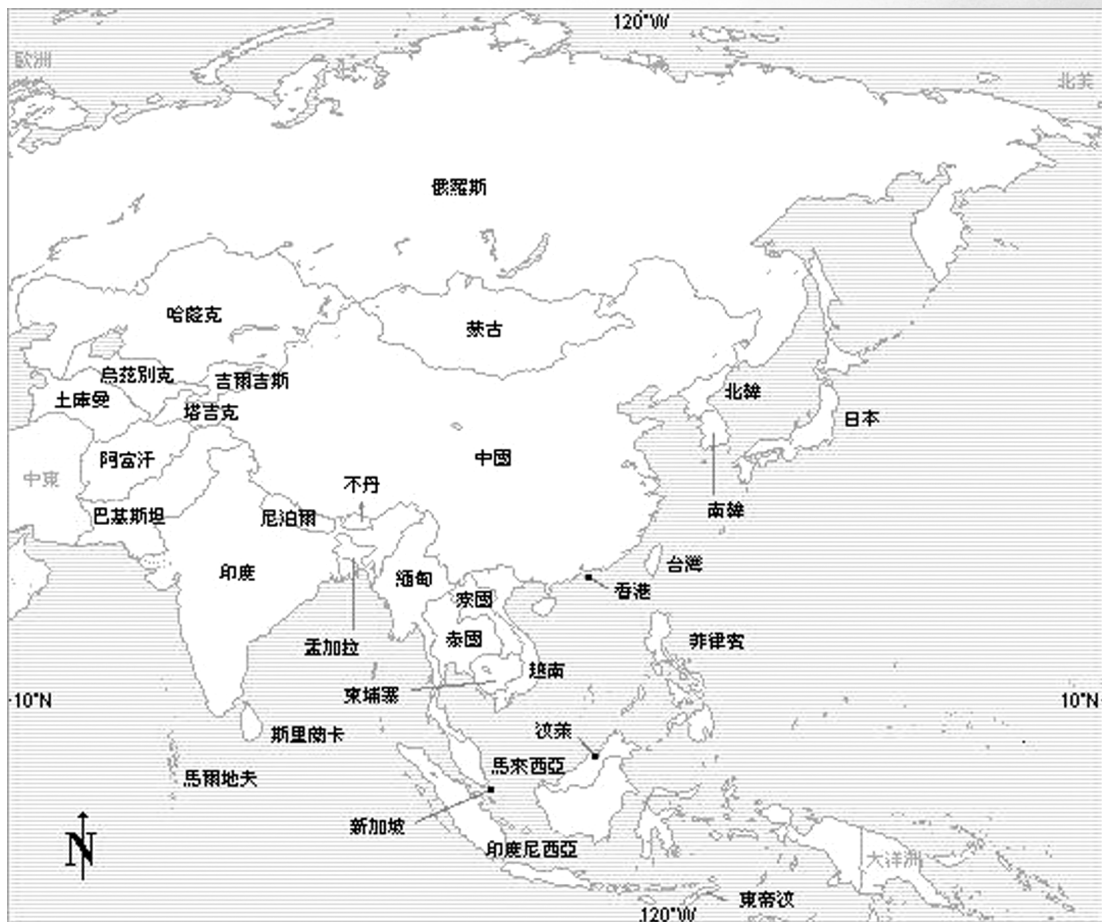 120°W
歐洲
北美
俄羅斯
哈薩克
蒙古
烏茲別克
吉爾吉斯
土庫曼
塔吉克
北韓
日本
阿富汗
中國
中東
不丹
巴基斯坦
尼泊爾
南韓
印度
緬甸
台灣
香港
寮國
孟加拉
泰國
菲律賓
越南
柬埔寨
10°N
10°N
斯里蘭卡
汶萊
馬來西亞
馬爾地夫
新加坡
N
印度尼西亞
大洋洲
東帝汶
120°W